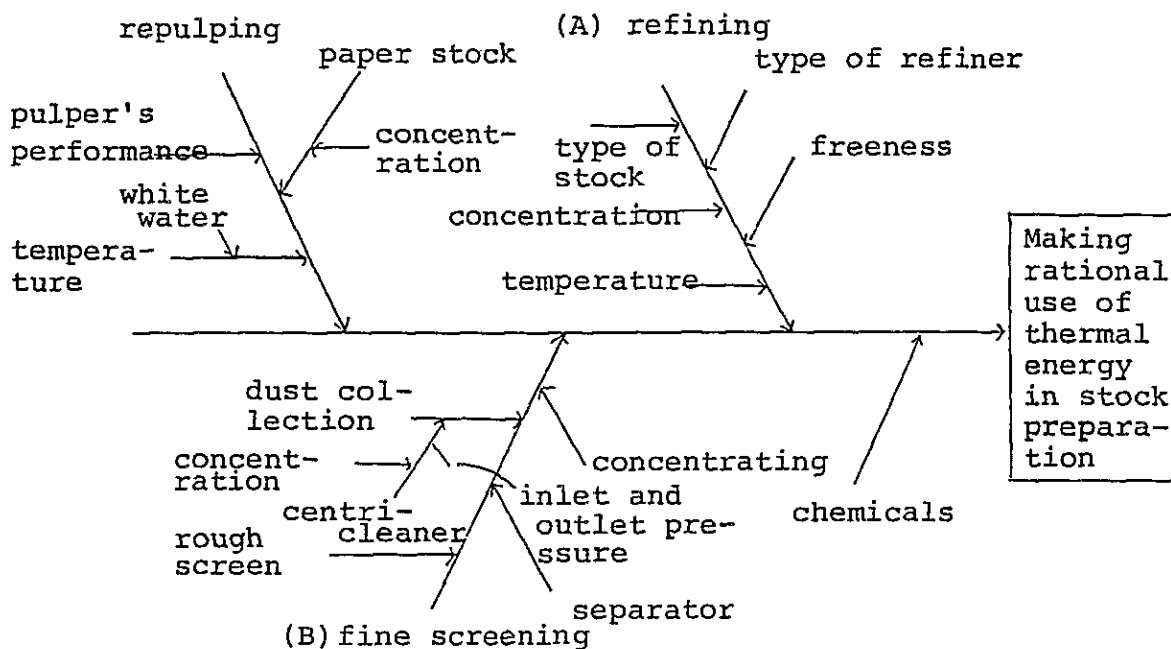 repulping
paper stock
pulper's
performance
concent-
ration
white
water
tempera-
ture
(A) refining
type of refiner
type of
stock
freeness
concentration
temperature
Making
rational
use of
thermal
energy
in stock
prepara-
tion
dust col-
lection
concent-
ration
centri-
cleaner
rough
screen
concentrating
inlet and
outlet pre-
ssure
chemicals
separator
(B) fine screening